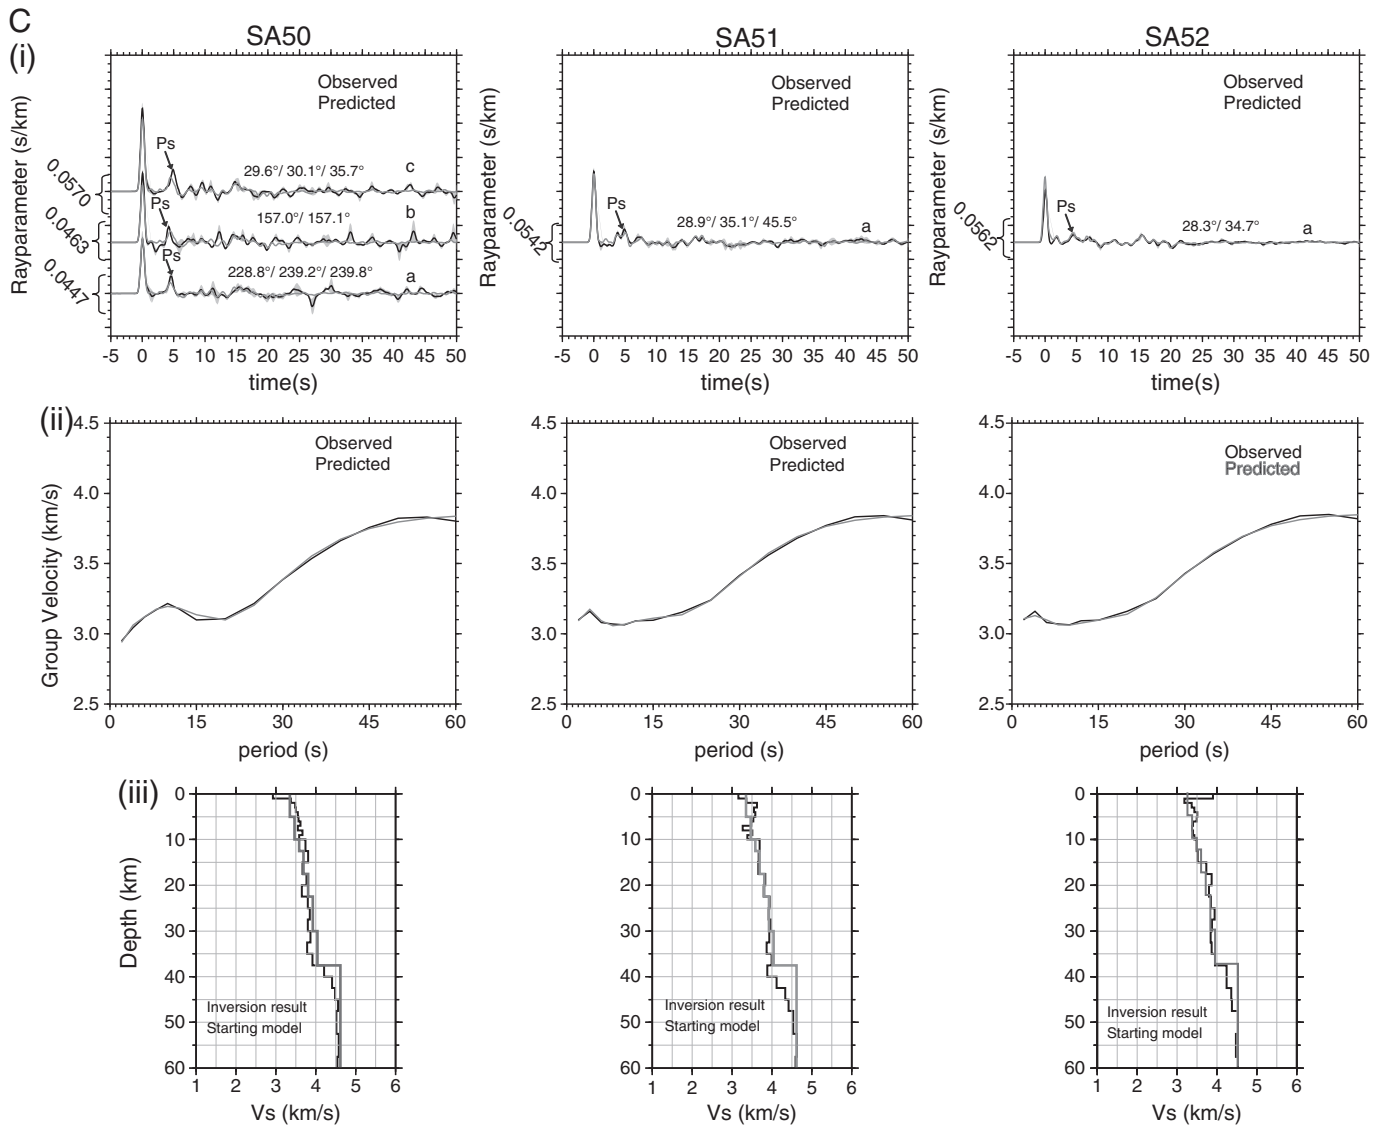 C
(i)
SA50
SA51
SA52
Rayparameter (s/km)
Observed
Predicted
Ps
29.6°/ 30.1°/ 35.7°
c
0.0570
Ps
157.0°/ 157.1°
b
0.0463
Ps
228.8°/ 239.2°/ 239.8°
a
0.0447
-5 0 5 10 15 20 25 30 35 40 45 50
time(s)
Rayparameter (s/km)
Observed
Predicted
Ps
28.9°/ 35.1°/ 45.5°
a
0.0542
-5 0 5 10 15 20 25 30 35 40 45 50
time(s)
Rayparameter (s/km)
Observed
Predicted
Ps
28.3°/ 34.7°
a
0.0562
-5 0 5 10 15 20 25 30 35 40 45 50
time(s)
(ii)
Group Velocity (km/s)
4.5
4.0
3.5
3.0
2.5
Observed
Predicted
0 15 30 45 60
period (s)
4.5
4.0
3.5
3.0
2.5
Observed
Predicted
0 15 30 45 60
period (s)
4.5
4.0
3.5
3.0
2.5
Observed
Predicted
0 15 30 45 60
period (s)
(iii)
Depth (km)
0
10
20
30
40
50
60
Inversion result
Starting model
1 2 3 4 5 6
Vs (km/s)
0
10
20
30
40
50
60
Inversion result
Starting model
1 2 3 4 5 6
Vs (km/s)
0
10
20
30
40
50
60
Inversion result
Starting model
1 2 3 4 5 6
Vs (km/s)